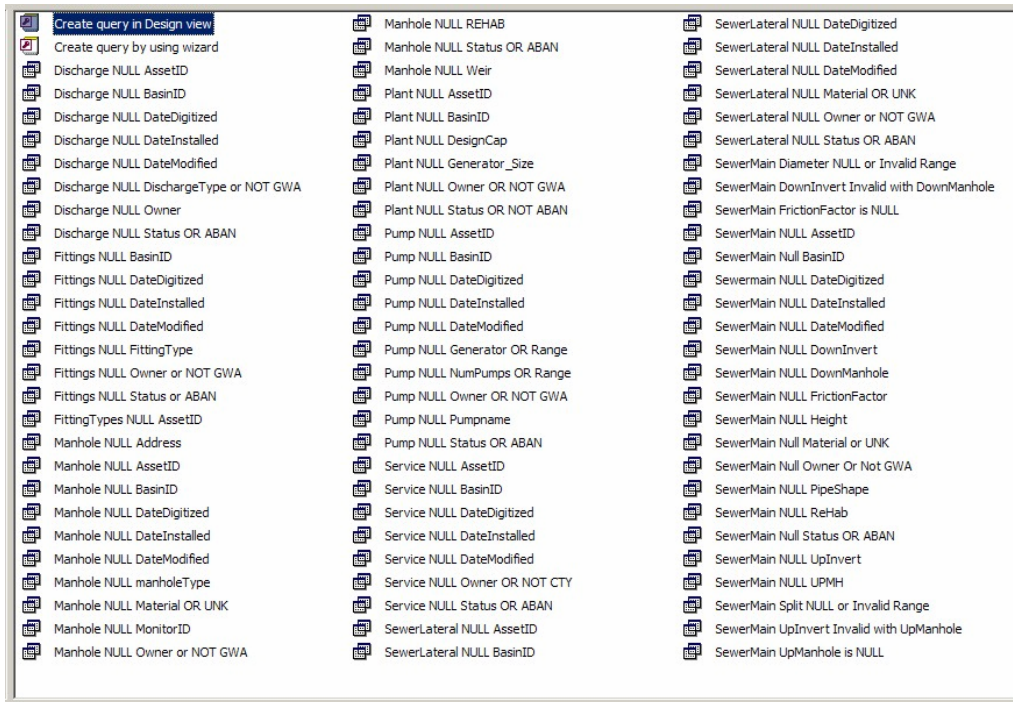 Create query in Design view
Create query by using wizard
Discharge NULL AssetID
Discharge NULL BasinID
Discharge NULL DateDigitized
Discharge NULL DateInstalled
Discharge NULL DateModified
Discharge NULL DischargeType or NOT GWA
Discharge NULL Owner
Discharge NULL Status OR ABAN
Fittings NULL BasinID
Fittings NULL DateDigitized
Fittings NULL DateInstalled
Fittings NULL DateModified
Fittings NULL FittingType
Fittings NULL Owner or NOT GWA
Fittings NULL Status or ABAN
FittingTypes NULL AssetID
Manhole NULL Address
Manhole NULL AssetID
Manhole NULL BasinID
Manhole NULL DateDigitized
Manhole NULL DateInstalled
Manhole NULL DateModified
Manhole NULL manholeType
Manhole NULL Material OR UNK
Manhole NULL MonitorID
Manhole NULL Owner or NOT GWA
Manhole NULL REHAB
Manhole NULL Status OR ABAN
Manhole NULL Weir
Plant NULL AssetID
Plant NULL BasinID
Plant NULL DesignCap
Plant NULL Generator_Size
Plant NULL Owner OR NOT GWA
Plant NULL Status OR NOT ABAN
Pump NULL AssetID
Pump NULL BasinID
Pump NULL DateDigitized
Pump NULL DateInstalled
Pump NULL DateModified
Pump NULL Generator OR Range
Pump NULL NumPumps OR Range
Pump NULL Owner OR NOT GWA
Pump NULL Pumpname
Pump NULL Status OR ABAN
Service NULL AssetID
Service NULL BasinID
Service NULL DateDigitized
Service NULL DateInstalled
Service NULL DateModified
Service NULL Owner OR NOT CTY
Service NULL Status OR ABAN
SewerLateral NULL AssetID
SewerLateral NULL BasinID
SewerLateral NULL DateDigitized
SewerLateral NULL DateInstalled
SewerLateral NULL DateModified
SewerLateral NULL Material OR UNK
SewerLateral NULL Owner or NOT GWA
SewerLateral NULL Status OR ABAN
SewerMain Diameter NULL or Invalid Range
SewerMain DownInvert Invalid with DownManhole
SewerMain FrictionFactor is NULL
SewerMain NULL AssetID
SewerMain Null BasinID
Sewermain NULL DateDigitized
SewerMain NULL DateInstalled
SewerMain NULL DateModified
SewerMain NULL DownInvert
SewerMain NULL DownManhole
SewerMain NULL FrictionFactor
SewerMain NULL Height
SewerMain Null Material or UNK
SewerMain Null Owner Or Not GWA
SewerMain NULL PipeShape
SewerMain NULL ReHab
SewerMain Null Status OR ABAN
SewerMain NULL UpInvert
SewerMain NULL UPMH
SewerMain Split NULL or Invalid Range
SewerMain UpInvert Invalid with UpManhole
SewerMain UpManhole is NULL